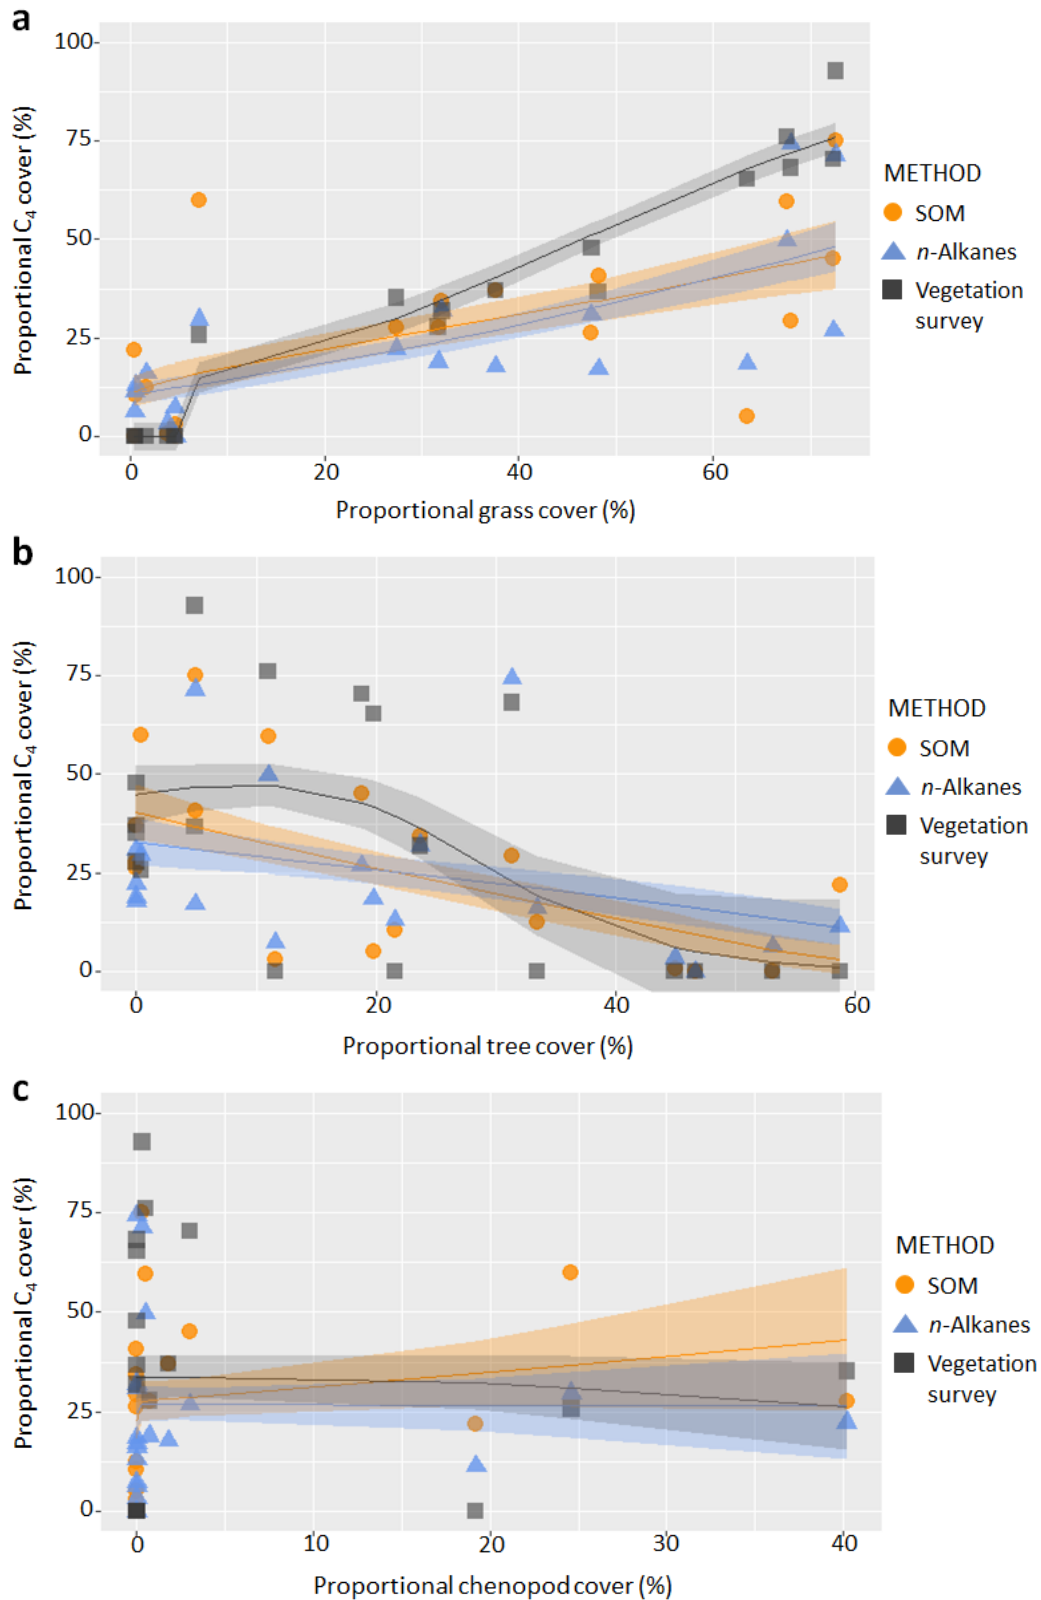 a
100
75
50
25
0
Proportional C4 cover (%)
0 20 40 60
Proportional grass cover (%)
METHOD
SOM
n-Alkanes
Vegetation
survey
b
100
75
50
25
0
Proportional C4 cover (%)
0 20 40 60
Proportional tree cover (%)
METHOD
SOM
n-Alkanes
Vegetation
survey
c
100
75
50
25
0
Proportional C4 cover (%)
0 10 20 30 40
Proportional chenopod cover (%)
METHOD
SOM
n-Alkanes
Vegetation
survey